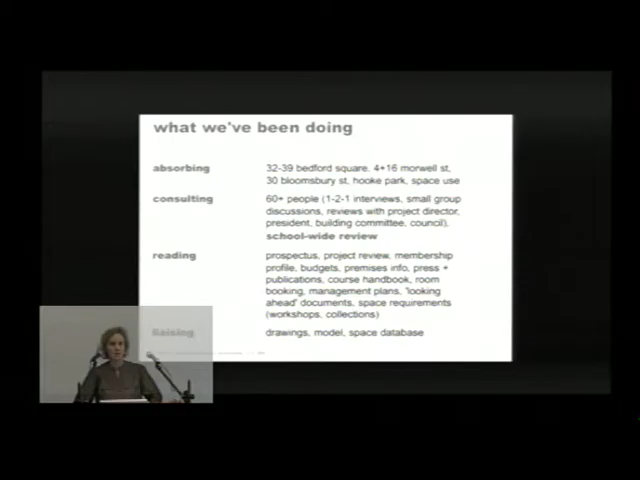 what we've been doing
absorbing
32-39 bedford square. 4+16 morwell st,
30 bloomsbury st, hooke park, space use
consulting
60+ people (1-2-1 interviews, small group
discussions, reviews with project director,
president, building committee, council),
school-wide review
reading
prospectus, project review, membership
profile, budgets, premises info, press +
publications, course handbook, room
booking, management plans, "looking
ahead" documents, space requirements
(workshops, collections)
liaising
drawings, model, space database